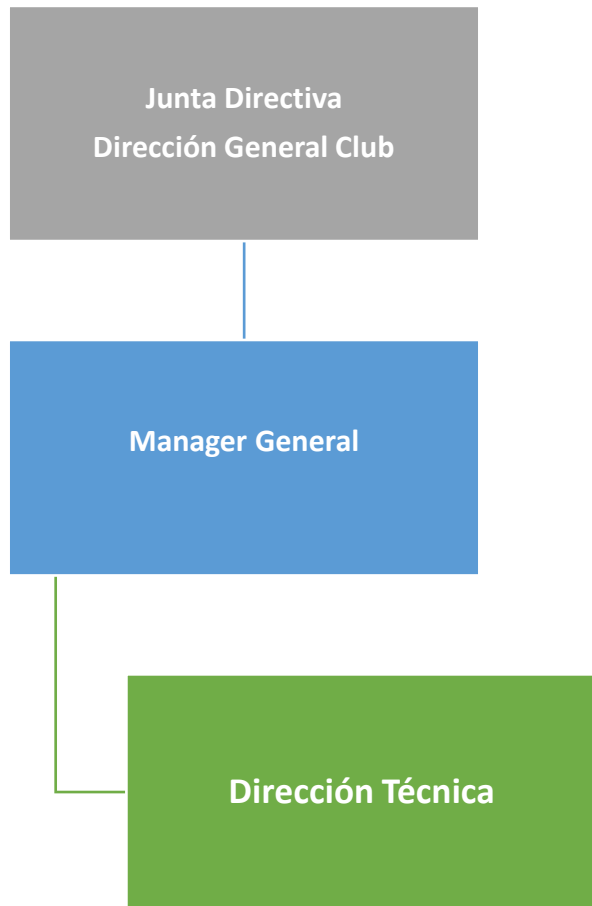 Junta Directiva
Dirección General Club
Manager General
Dirección Técnica